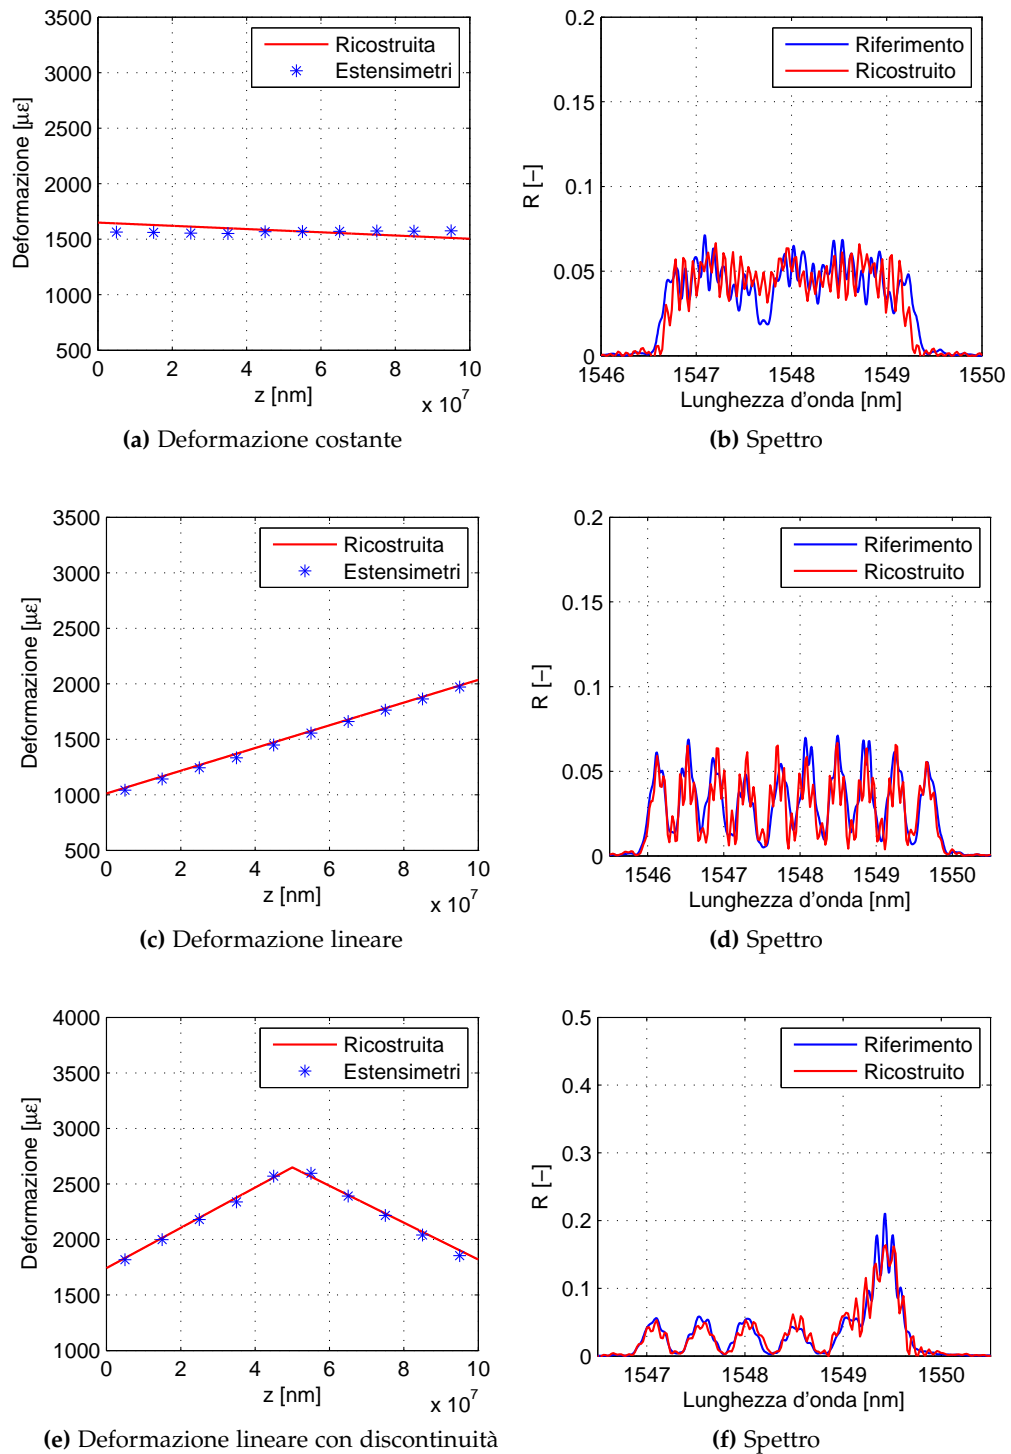 3500
3000
2500
2000
1500
1000
500
Deformazione [με]
Ricostruita
Estensimetri
0 2 4 6 8 10
z [nm]
x 10^7
(a) Deformazione costante
0.2
0.15
0.1
0.05
0
R [−]
Riferimento
Ricostruito
1546 1547 1548 1549 1550
Lunghezza d'onda [nm]
(b) Spettro
3500
3000
2500
2000
1500
1000
500
Deformazione [με]
Ricostruita
Estensimetri
0 2 4 6 8 10
z [nm]
x 10^7
(c) Deformazione lineare
0.2
0.15
0.1
0.05
0
R [−]
Riferimento
Ricostruito
1546 1547 1548 1549 1550
Lunghezza d'onda [nm]
(d) Spettro
4000
3500
3000
2500
2000
1500
1000
Deformazione [με]
Ricostruita
Estensimetri
0 2 4 6 8 10
z [nm]
x 10^7
(e) Deformazione lineare con discontinuità
0.5
0.4
0.3
0.2
0.1
0
R [−]
Riferimento
Ricostruito
1547 1548 1549 1550
Lunghezza d'onda [nm]
(f) Spettro